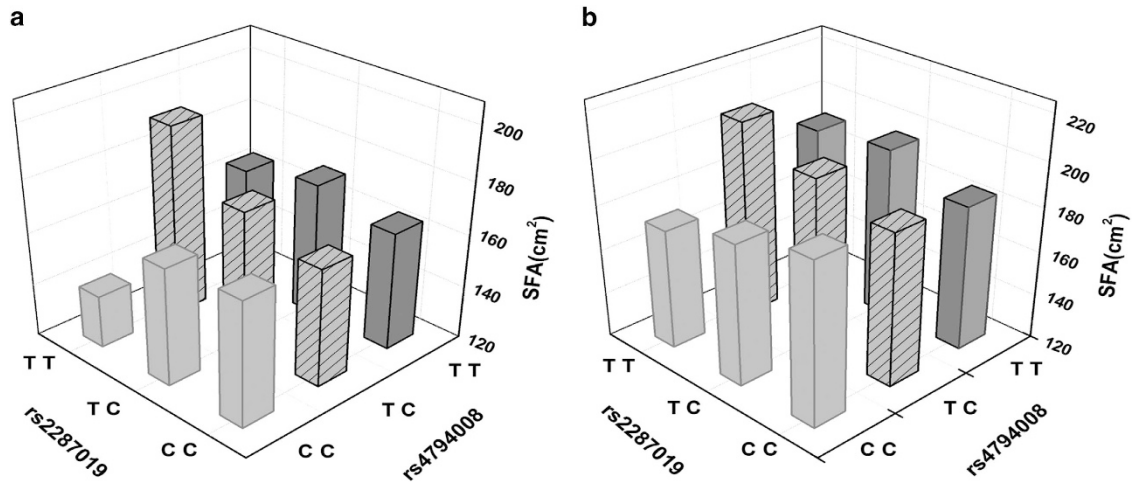 a
200
180
160
140
120
SFA(cm²)
T T
T C
C C
rs2287019
C C
T C
T T
rs4794008
b
220
200
180
160
140
120
SFA(cm²)
T T
T C
C C
rs2287019
C C
T C
T T
rs4794008